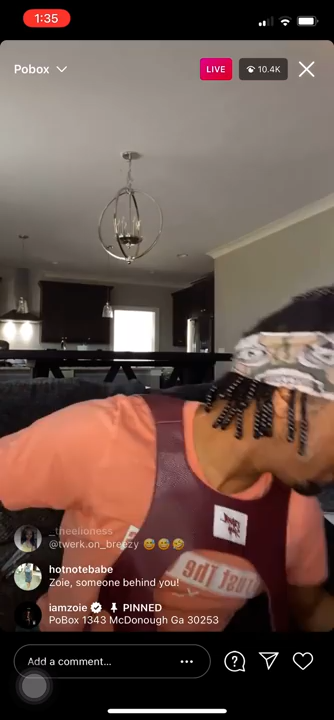 1:35
Pobox
LIVE
10.4K
_theelioness
@twerk.on_breezy 😅😅🤣
hotnotebabe
Zoie, someone behind you!
iamzoie PINNED
PoBox 1343 McDonough Ga 30253
Add a comment...